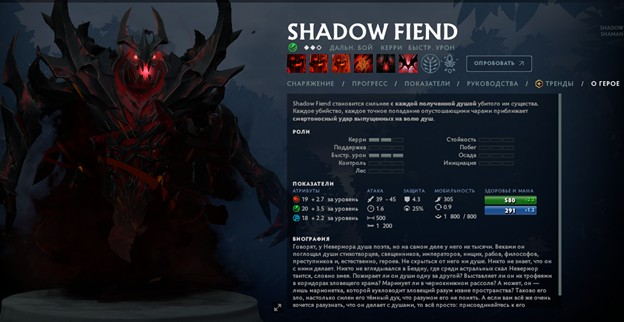 SHADOW FIEND
ДАЛЬН. БОЙ КЕРРИ БЫСТР. УРОН
SHADOW
SHAMAN
ОПРОБОВАТЬ
СНАРЯЖЕНИЕ / ПРОГРЕСС / ПОКАЗАТЕЛИ / РУКОВОДСТВА / ТРЕНДЫ / О ГЕРОЕ
Shadow Fiend становится сильнее с каждой полученной душой убитого им существа.
Каждое убийство, каждое точное попадание опустошающими чарами приближает
смертоносный удар выпущенных на волю душ.
РОЛИ
Керри Стойкость
Поддержка Побег
Быстр. урон Осада
Контроль Инициация
Лес
ПОКАЗАТЕЛИ
АТРИБУТЫ АТАКА ЗАЩИТА МОБИЛЬНОСТЬ ЗДОРОВЬЕ И МАНА
19 +2.7 за уровень 39 - 45 4.3 305 580 +2.2
20 +3.5 за уровень 1.6 25% 0.9 291 +1.2
18 +2.2 за уровень 500 1 800 / 800
1 200
БИОГРАФИЯ
Говорят, у Невермора душа поэта, но на самом деле у него их тысячи. Веками он
поглощал души стихотворцев, священников, императоров, нищих, рабов, философов,
преступников и, естественно, героев. Не скрыться от него ни душе. Никто не знает, что он
с ними делает. Никто не вглядывался в Бездну, где среди астральных скал Невермор
таится, словно змея. Пожирает ли он души одну за другой? Выставляет ли он их трофеями
в коридорах зловещего храма? Маринует ли в чернокнижном рассоле? А может, он —
лишь марионетка, которой кукловодит зловещий разум извне пространства? Таково его
зло, настолько силен его тёмный дух, что разумом его не понять. А если вам всё же очень
хочется разузнать, что он делает с душами, то всё просто: присоединяйтесь к его